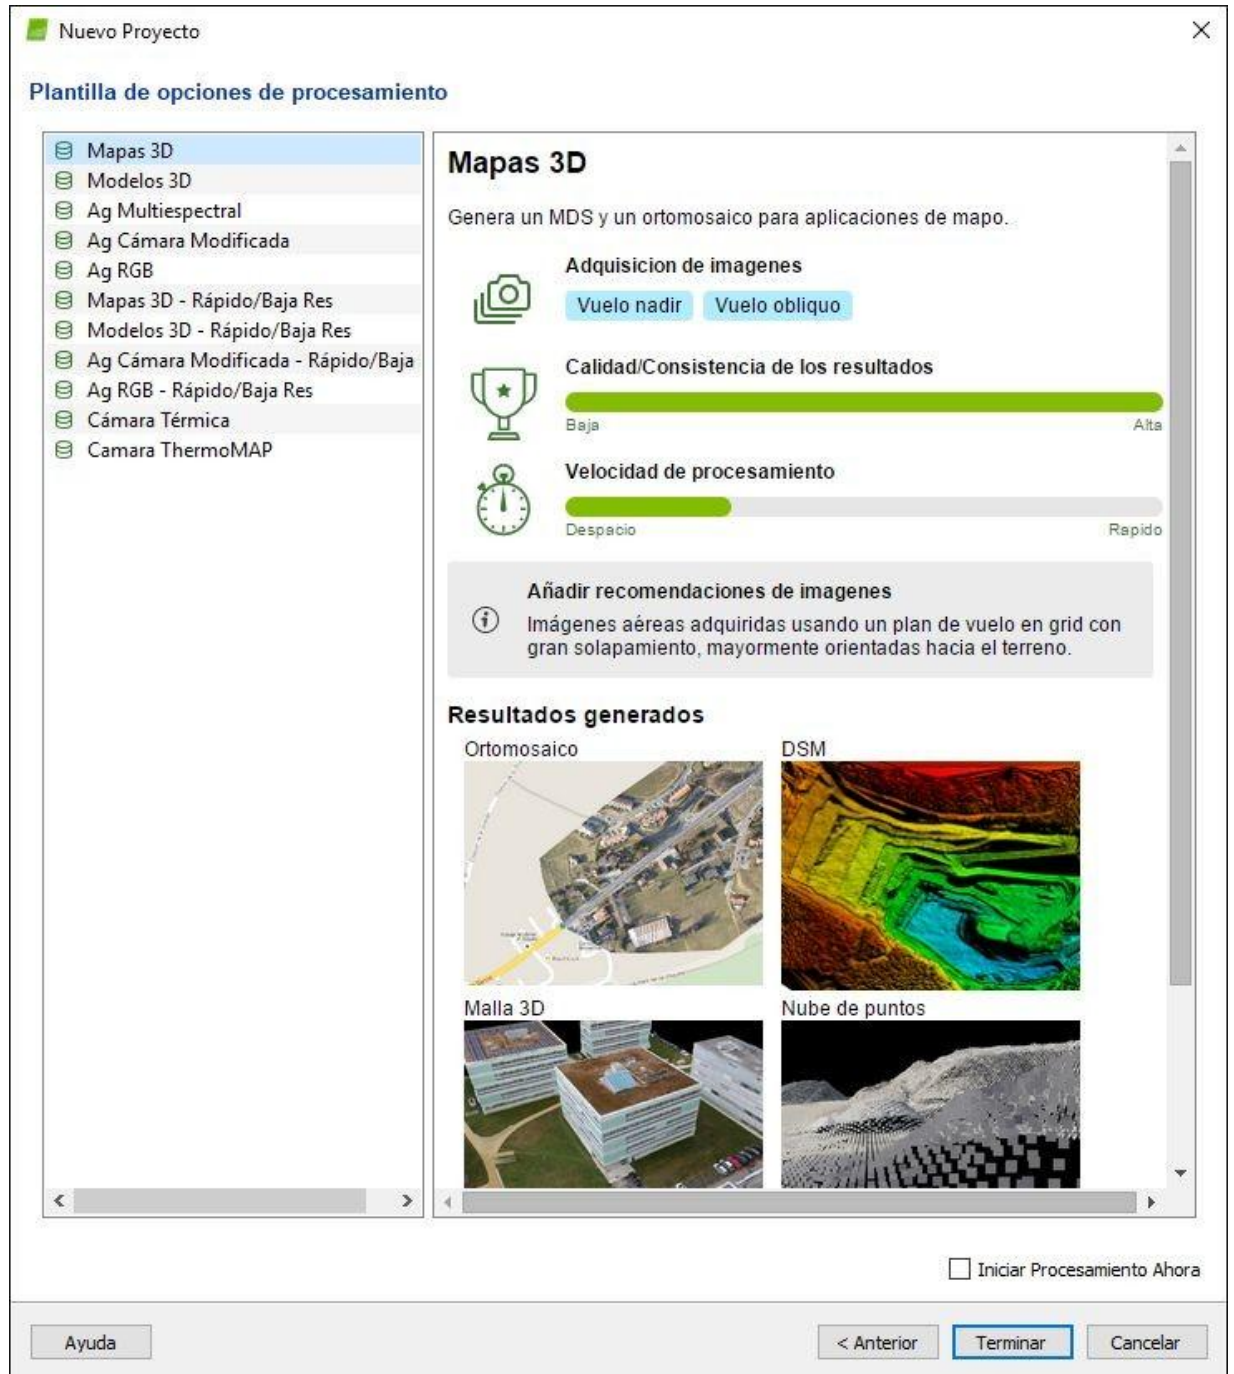 Nuevo Proyecto
Plantilla de opciones de procesamiento
Mapas 3D
Modelos 3D
Ag Multiespectral
Ag Cámara Modificada
Ag RGB
Mapas 3D - Rápido/Baja Res
Modelos 3D - Rápido/Baja Res
Ag Cámara Modificada - Rápido/Baja
Ag RGB - Rápido/Baja Res
Cámara Térmica
Camara ThermoMAP
Mapas 3D
Genera un MDS y un ortomosaico para aplicaciones de mapo.
Adquisicion de imagenes
Vuelo nadir Vuelo obliquo
Calidad/Consistencia de los resultados
Baja Alta
Velocidad de procesamiento
Despacio Rapido
Añadir recomendaciones de imagenes
Imágenes aéreas adquiridas usando un plan de vuelo en grid con
gran solapamiento, mayormente orientadas hacia el terreno.
Resultados generados
Ortomosaico DSM
Malla 3D Nube de puntos
Iniciar Procesamiento Ahora
Ayuda < Anterior Terminar Cancelar